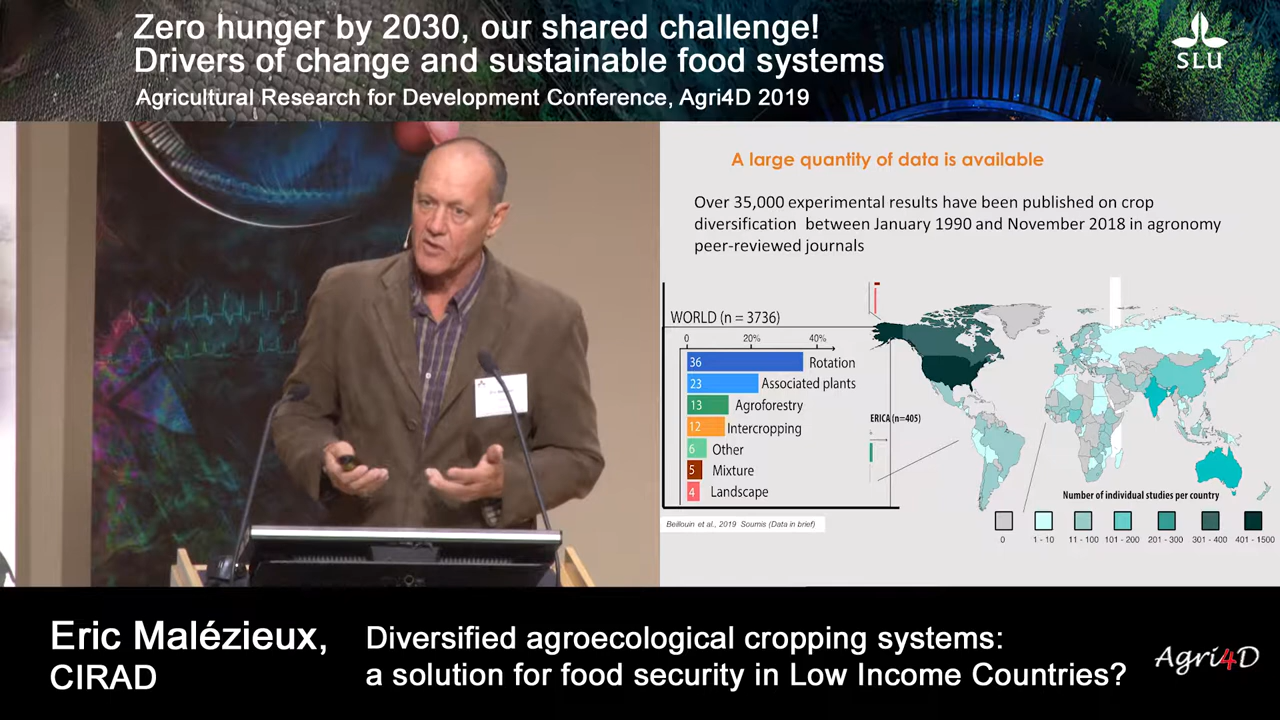 Zero hunger by 2030, our shared challenge!
Drivers of change and sustainable food systems
Agricultural Research for Development Conference, Agri4D 2019
SLU
A large quantity of data is available
Over 35,000 experimental results have been published on crop
diversification between January 1990 and November 2018 in agronomy
peer-reviewed journals
WORLD (n = 3736)
0 20% 40%
36 Rotation
23 Associated plants
13 Agroforestry
12 Intercropping
6 Other
5 Mixture
4 Landscape
ERICA (n=405)
Number of individual studies per country
0 1 - 10 11 - 100 101 - 200 201 - 300 301 - 400 401 - 1500
Beillouin et al., 2019 Soumis (Data in brief)
Eric Malézieux,
CIRAD
Diversified agroecological cropping systems:
a solution for food security in Low Income Countries?
Agri4D